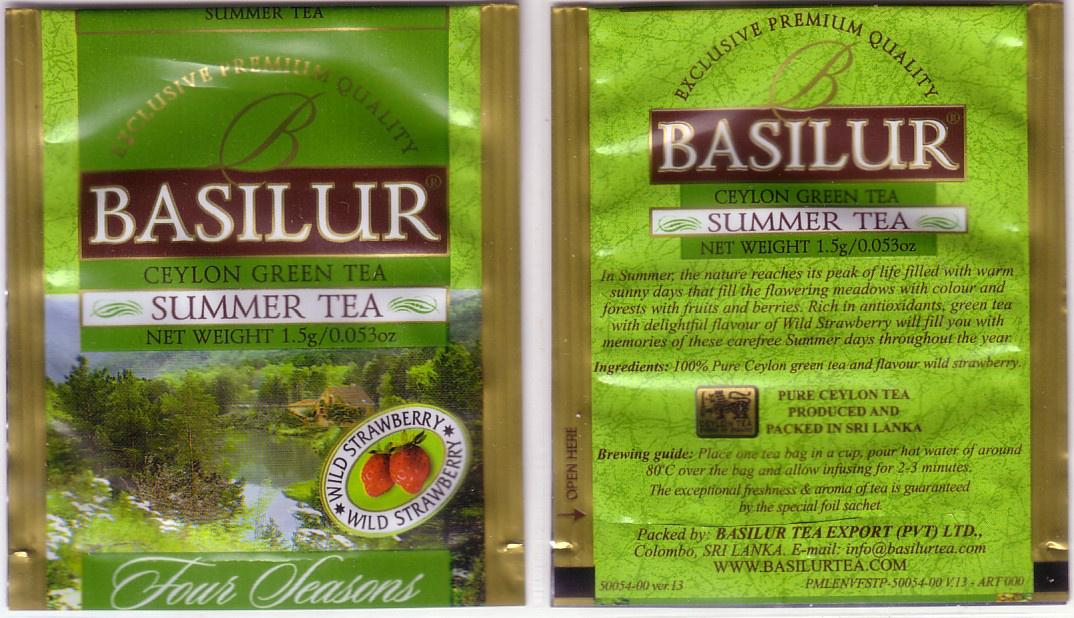 SUMMER TEA
EXCLUSIVE PREMIUM QUALITY
B
BASILUR®
CEYLON GREEN TEA
SUMMER TEA
NET WEIGHT 1.5g/0.053oz
WILD STRAWBERRY
WILD STRAWBERRY
Four Seasons
EXCLUSIVE PREMIUM QUALITY
B
BASILUR®
CEYLON GREEN TEA
SUMMER TEA
NET WEIGHT 1.5g/0.053oz
In Summer, the nature reaches its peak of life filled with warm
sunny days that fill the flowering meadows with colour and
forests with fruits and berries. Rich in antioxidants, green tea
with delightful flavour of Wild Strawberry will fill you with
memories of these carefree Summer days throughout the year.
Ingredients: 100% Pure Ceylon green tea and flavour wild strawberry.
CEYLON TEA
PURE CEYLON TEA
PRODUCED AND
PACKED IN SRI LANKA
OPEN HERE
Brewing guide: Place one tea bag in a cup, pour hot water of around
80°C over the bag and allow infusing for 2-3 minutes.
The exceptional freshness & aroma of tea is guaranteed
by the special foil sachet.
Packed by: BASILUR TEA EXPORT (PVT) LTD.,
Colombo, SRI LANKA. E-mail: info@basilurtea.com
WWW.BASILURTEA.COM
50054-00 ver.13
PMLENVFSTP-50054-00 V.13 - ART 000